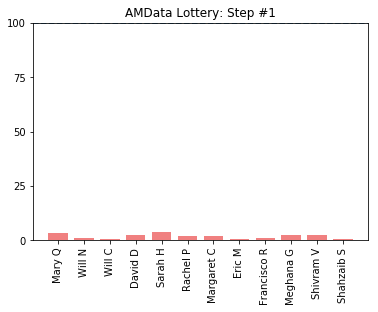 AMData Lottery: Step #1
100
75
50
25
0
Mary Q
Will N
Will C
David D
Sarah H
Rachel P
Margaret C
Eric M
Francisco R
Meghana G
Shivram V
Shahzaib S